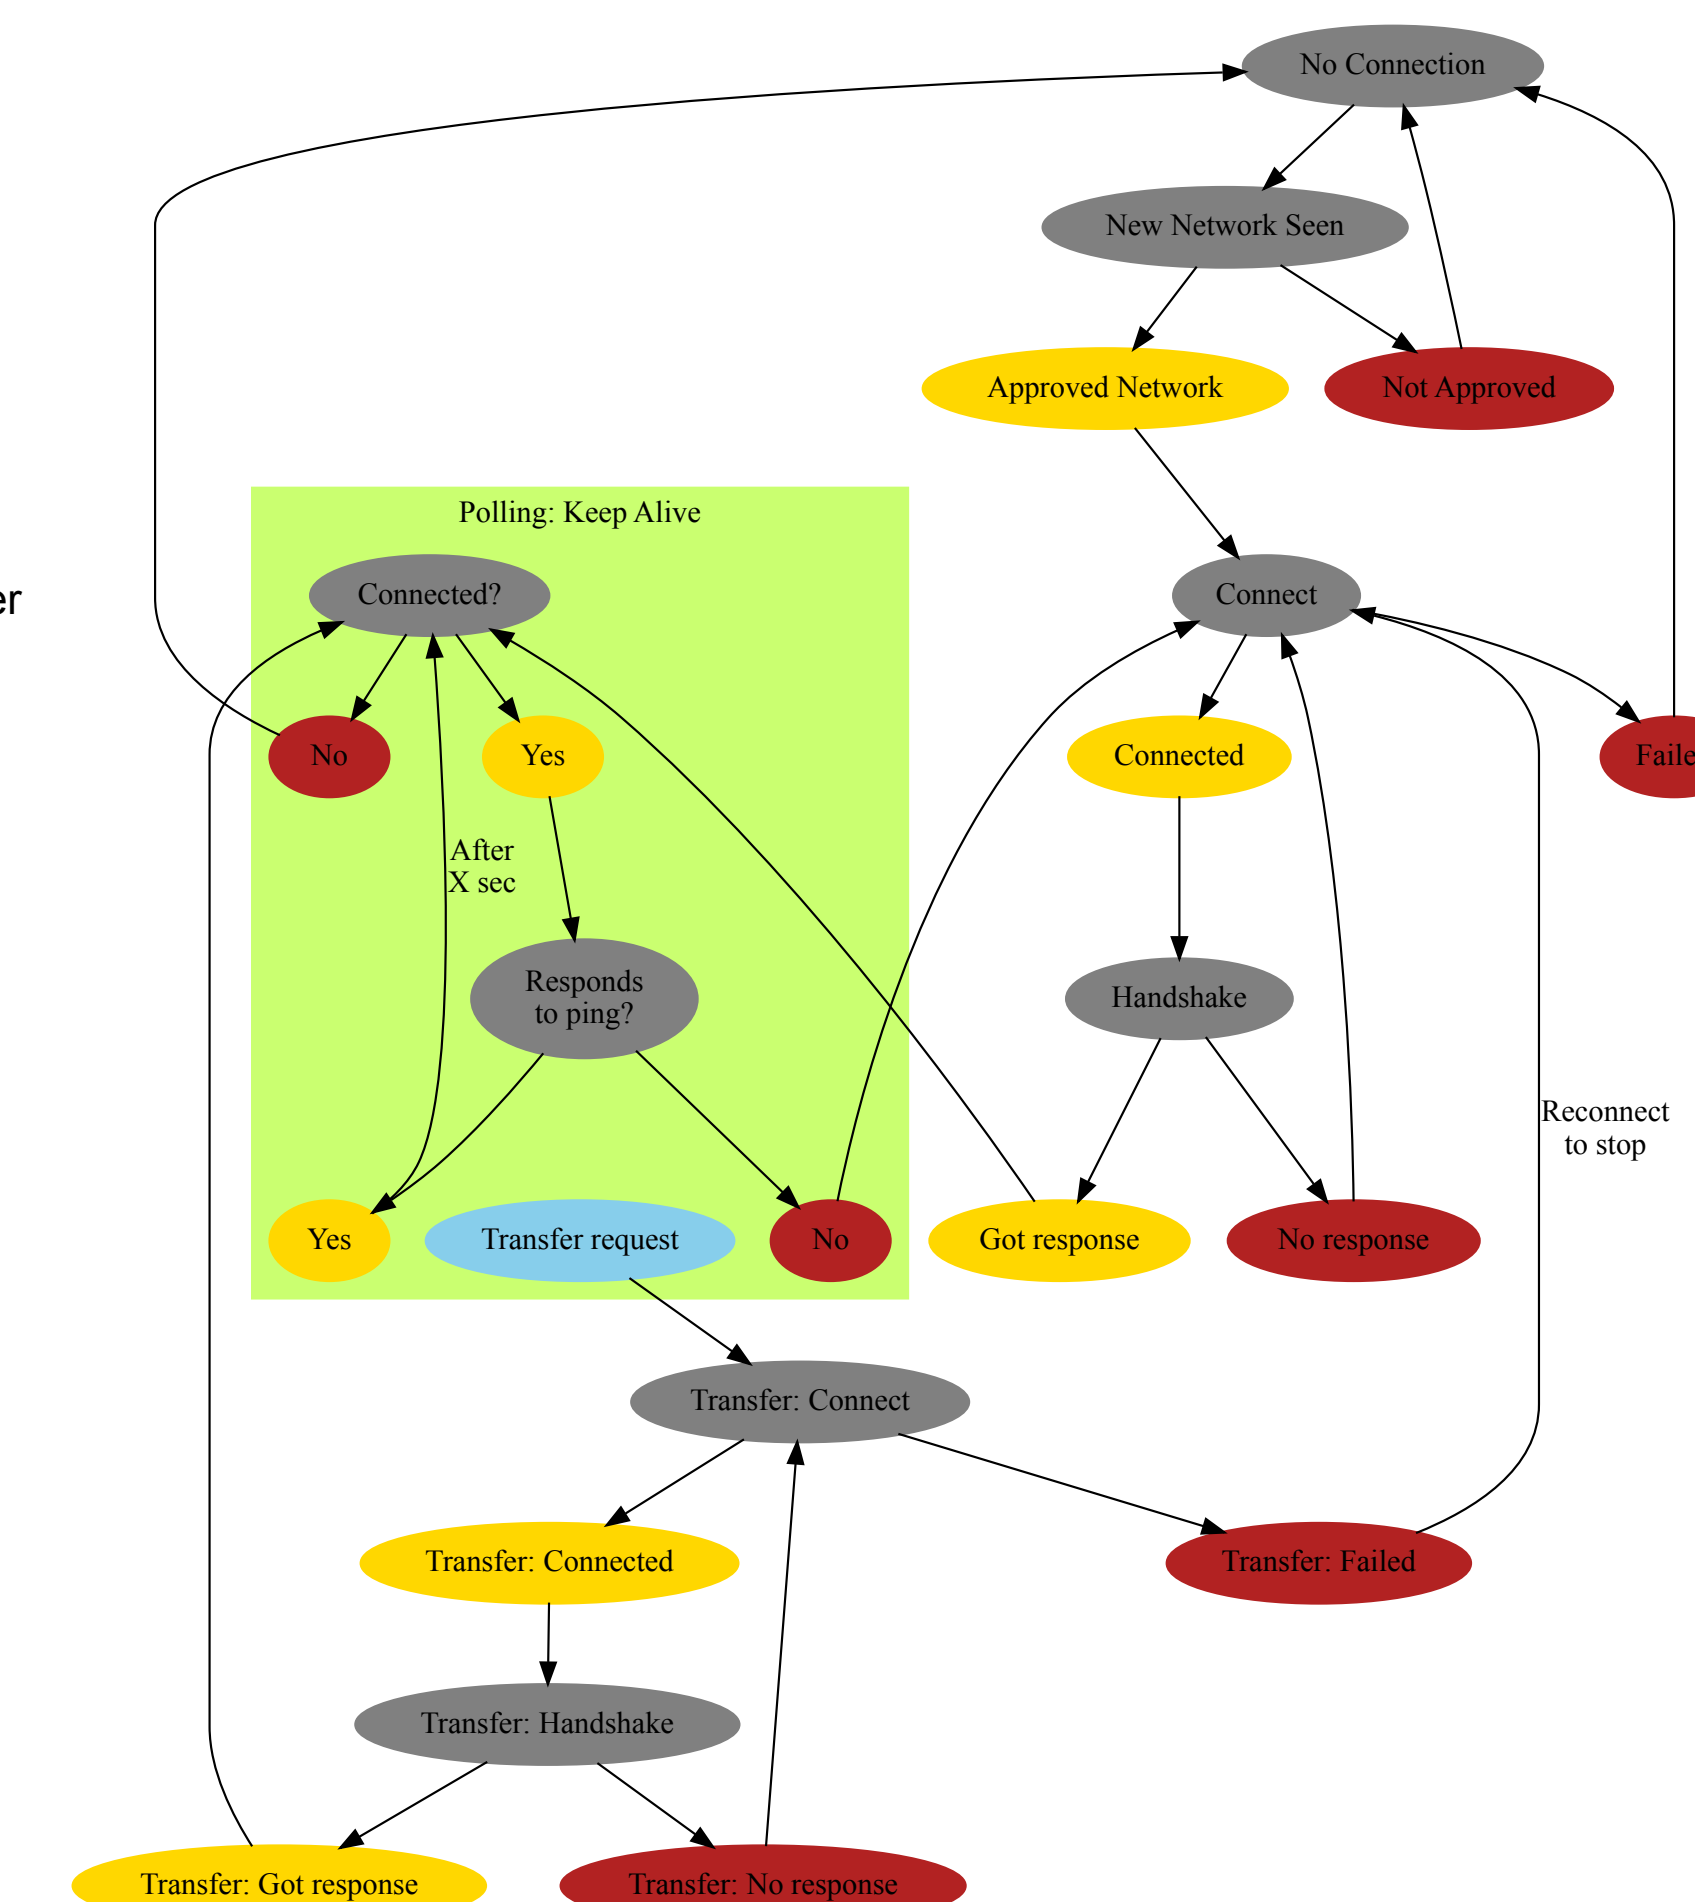 No Connection
New Network Seen
Approved Network
Not Approved
Polling: Keep Alive
er
Connected?
Connect
No
Yes
Connected
Faile
After
X sec
Responds
to ping?
Handshake
Reconnect
to stop
Yes
Transfer request
No
Got response
No response
Transfer: Connect
Transfer: Connected
Transfer: Failed
Transfer: Handshake
Transfer: Got response
Transfer: No response